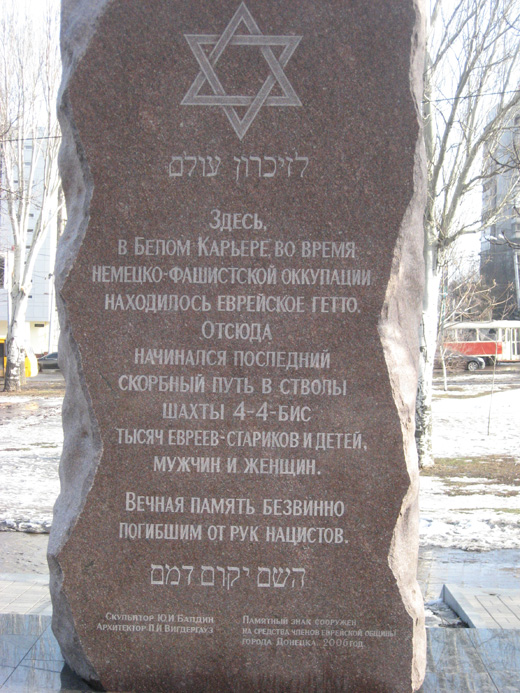 לזיכרון עולם
Здесь,
в Белом Карьере, во время
немецко-фашистской оккупации
находилось еврейское гетто.
Отсюда
начинался последний
скорбный путь в стволы
шахты 4-4-бис
тысяч евреев-стариков и детей,
мужчин и женщин.
Вечная память безвинно
погибшим от рук нацистов.
השם יקום דמם
Скульптор Ю.И Балдин
Архитектор П.И Вигдергауз
Памятный знак сооружен
на средства членов еврейской общины
города Донецка, 2006 год